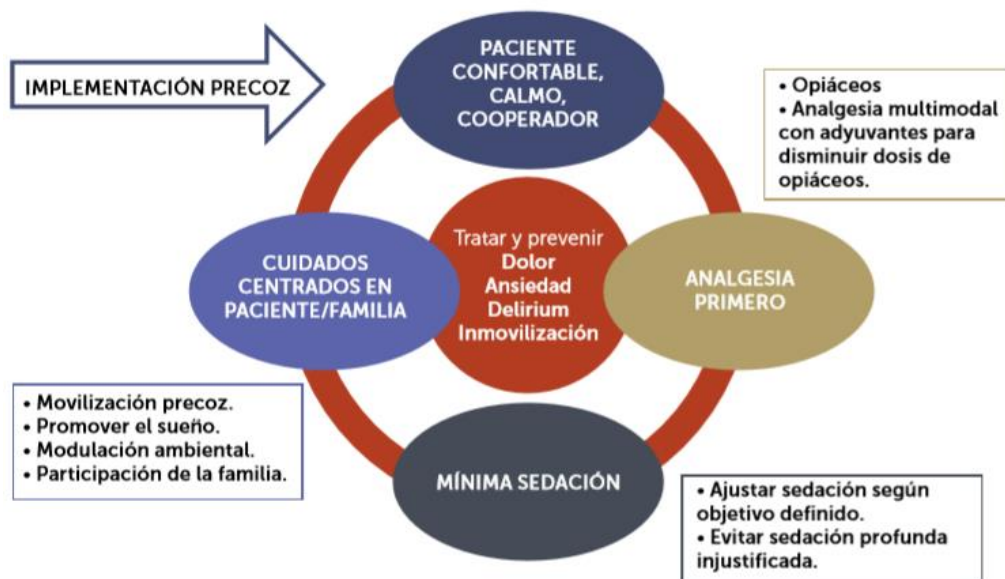 IMPLEMENTACIÓN PRECOZ
PACIENTE
CONFORTABLE,
CALMO,
COOPERADOR
• Opiáceos
• Analgesia multimodal
con adyuvantes para
disminuir dosis de
opiáceos.
CUIDADOS
CENTRADOS EN
PACIENTE/FAMILIA
Tratar y prevenir
Dolor
Ansiedad
Delirium
Inmovilización
ANALGESIA
PRIMERO
• Movilización precoz.
• Promover el sueño.
• Modulación ambiental.
• Participación de la familia.
MÍNIMA SEDACIÓN
• Ajustar sedación según
objetivo definido.
• Evitar sedación profunda
injustificada.